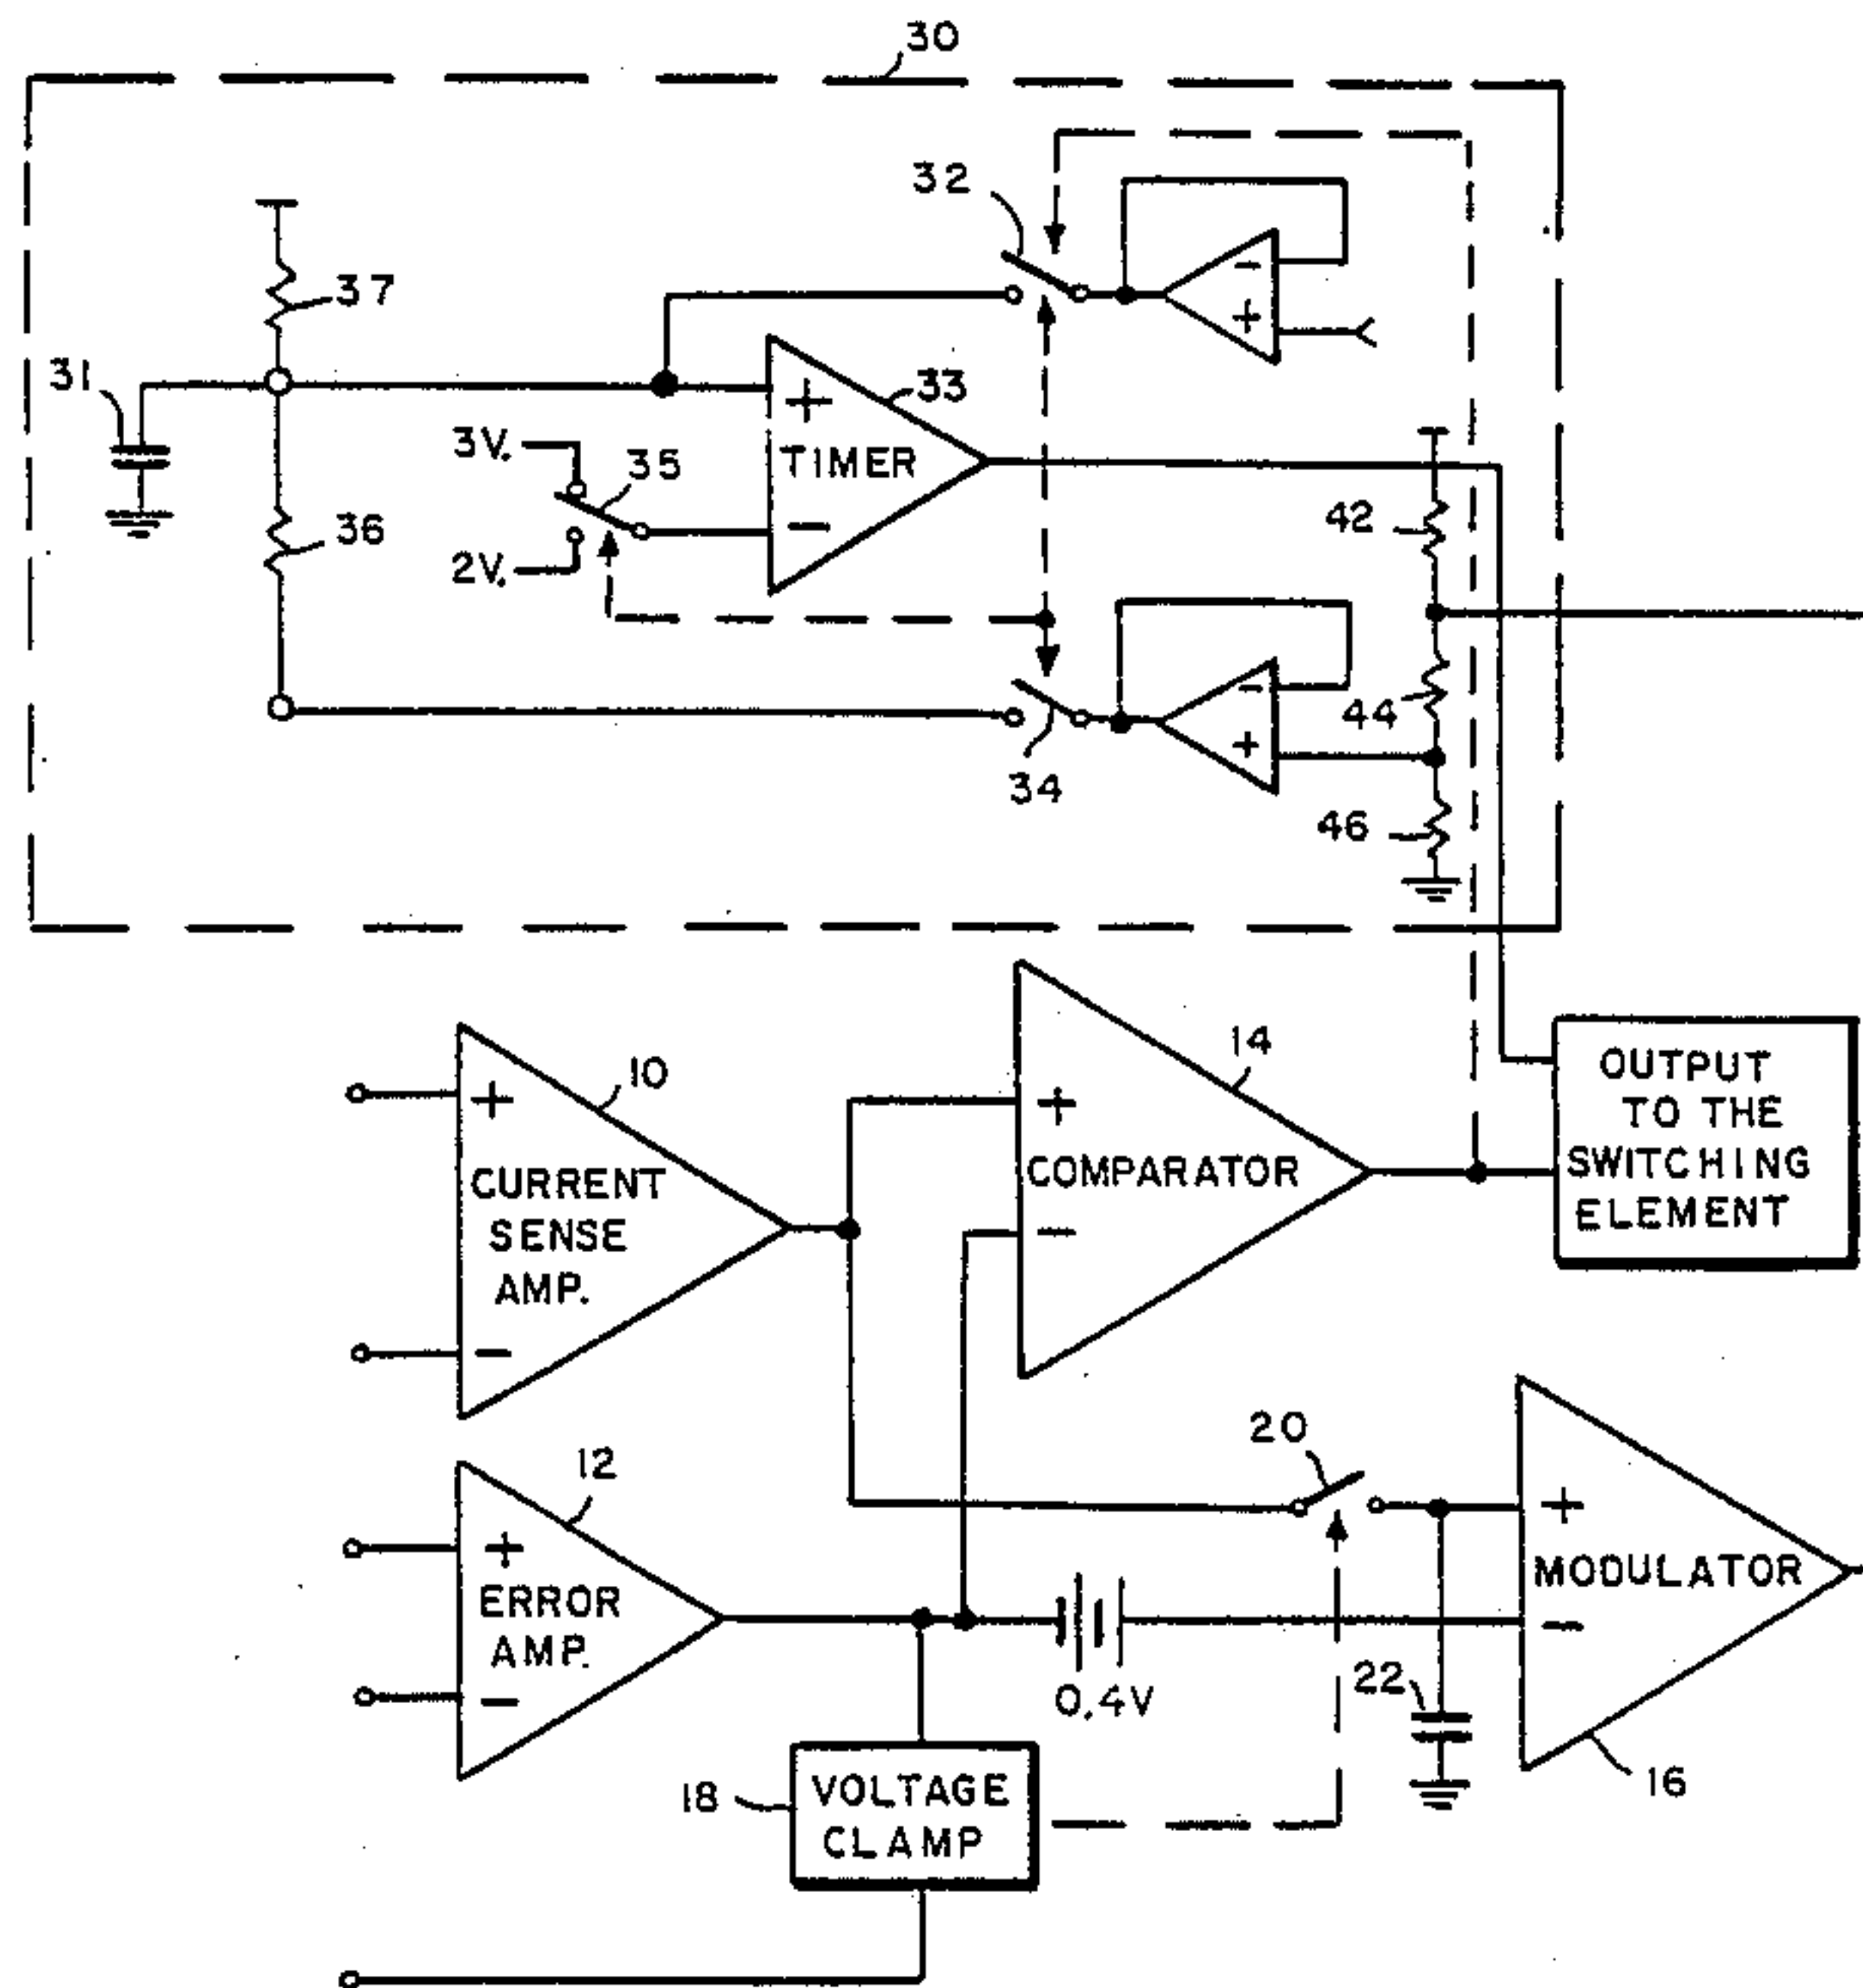 30
32
37
31
+
33
-
+
3V.
35
TIMER
42
36
2V.
-
-
44
+
34
46
14
10
OUTPUT
TO THE
SWITCHING
ELEMENT
+
+
COMPARATOR
CURRENT
SENSE
AMP.
-
-
20
12
+
+
ERROR
AMP.
MODULATOR
-
-
22
0.4V
16
18
VOLTAGE
CLAMP